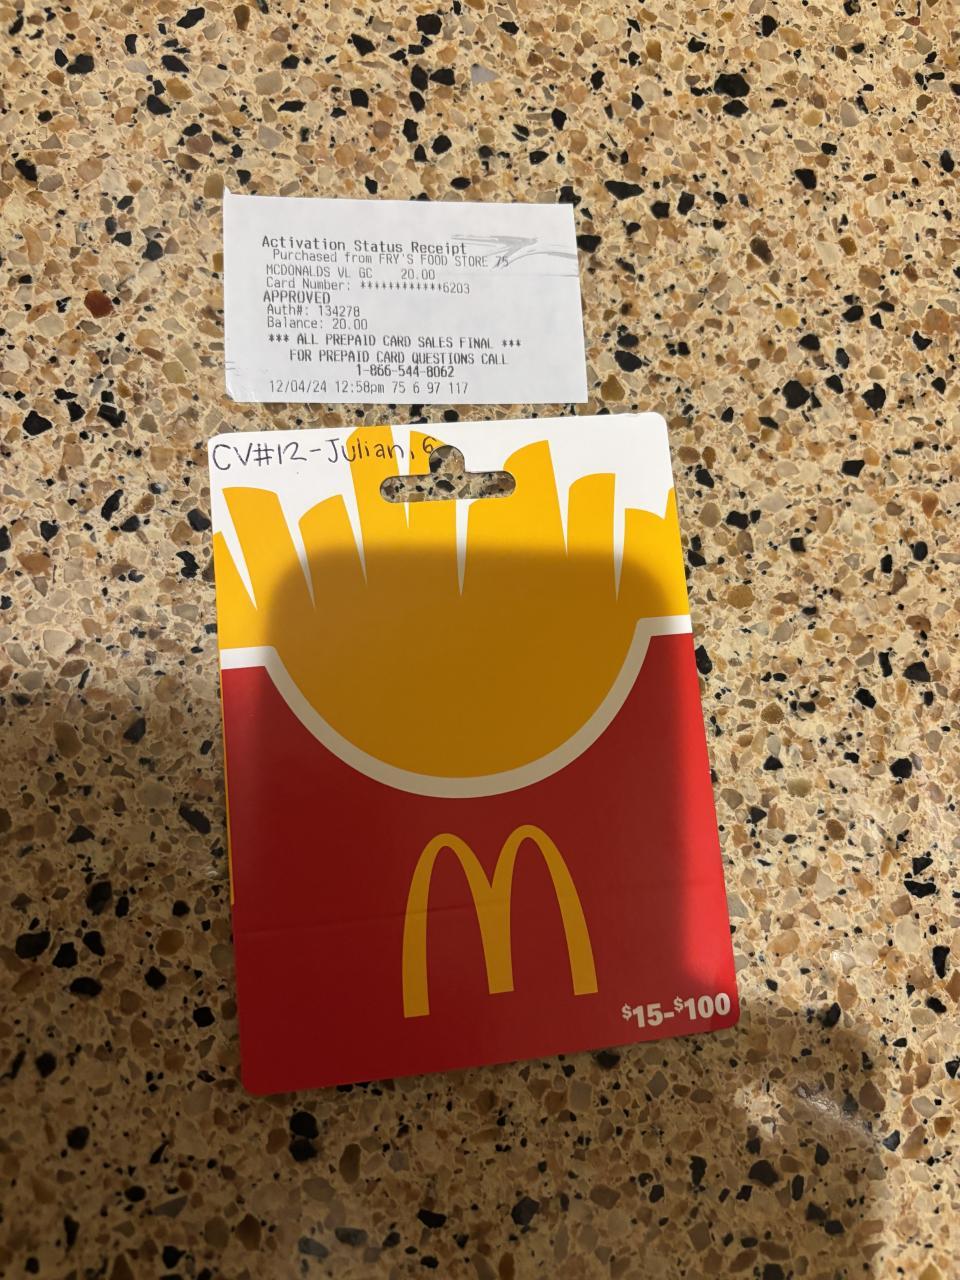 Activation Status Receipt
Purchased from FRY'S FOOD STORE 75
MCDONALDS VL GC 20.00
Card Number: ************6203
APPROVED
Auth#: 134278
Balance: 20.00
*** ALL PREPAID CARD SALES FINAL ***
FOR PREPAID CARD QUESTIONS CALL
1-866-544-8062
12/04/24 12:58pm 75 6 97 117
CV#12-Julian, 6
M
$15-$100